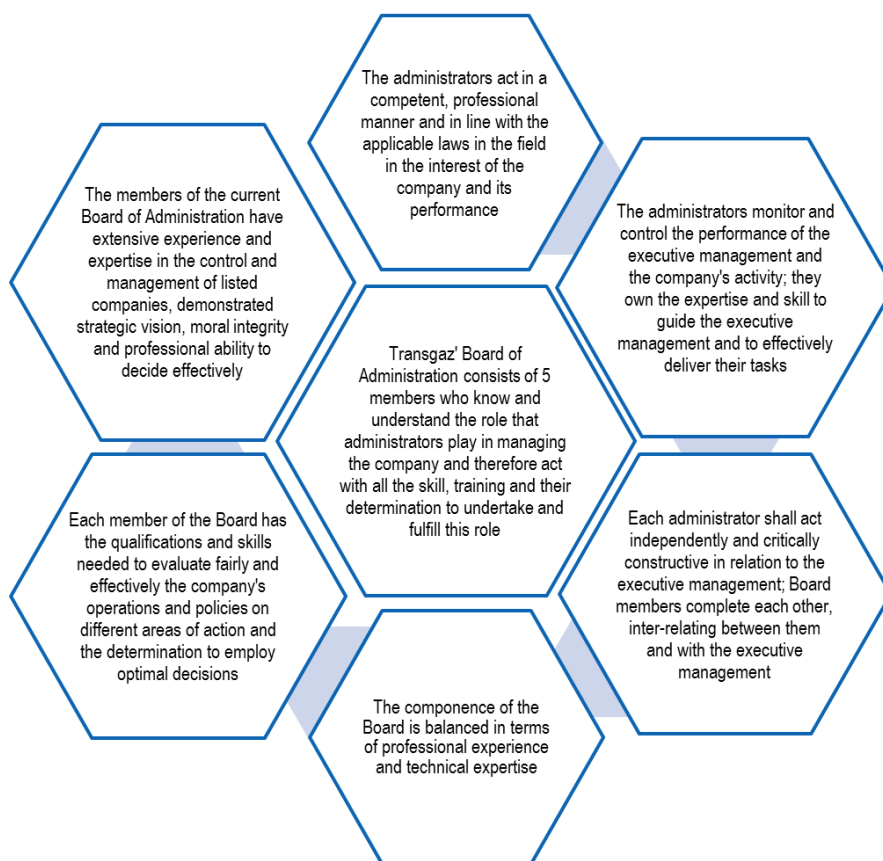 The administrators act in a
competent, professional
manner and in line with the
applicable laws in the field
in the interest of the
company and its
performance
The members of the current
Board of Administration have
extensive experience and
expertise in the control and
management of listed
companies, demonstrated
strategic vision, moral integrity
and professional ability to
decide effectively
The administrators monitor and
control the performance of the
executive management and
the company's activity; they
own the expertise and skill to
guide the executive
management and to effectively
deliver their tasks
Transgaz' Board of
Administration consists of 5
members who know and
understand the role that
administrators play in managing
the company and therefore act
with all the skill, training and their
determination to undertake and
fulfill this role
Each member of the Board has
the qualifications and skills
needed to evaluate fairly and
effectively the company's
operations and policies on
different areas of action and
the determination to employ
optimal decisions
Each administrator shall act
independently and critically
constructive in relation to the
executive management; Board
members complete each other,
inter-relating between them
and with the executive
management
The componence of the
Board is balanced in terms
of professional experience
and technical expertise